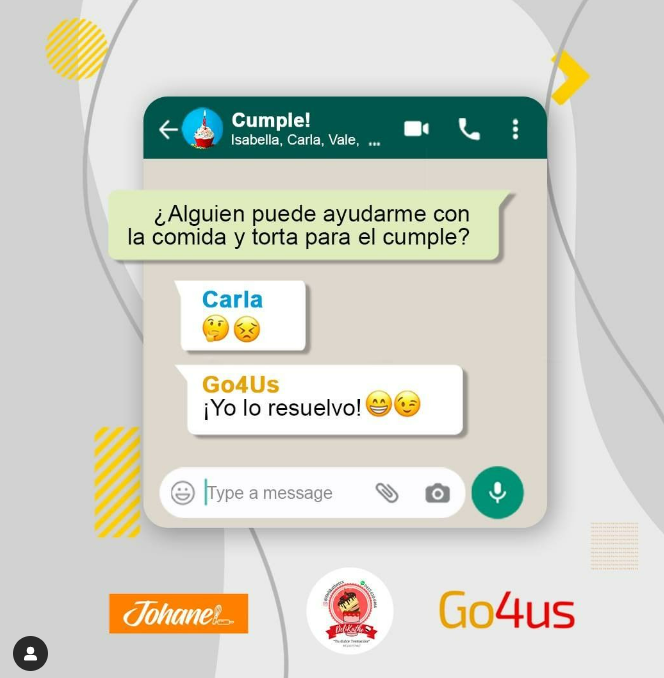 Cumple!
Isabella, Carla, Vale, ...
¿Alguien puede ayudarme con
la comida y torta para el cumple?
Carla
Go4Us
¡Yo lo resuelvo!
Type a message
Johane!
Go4us